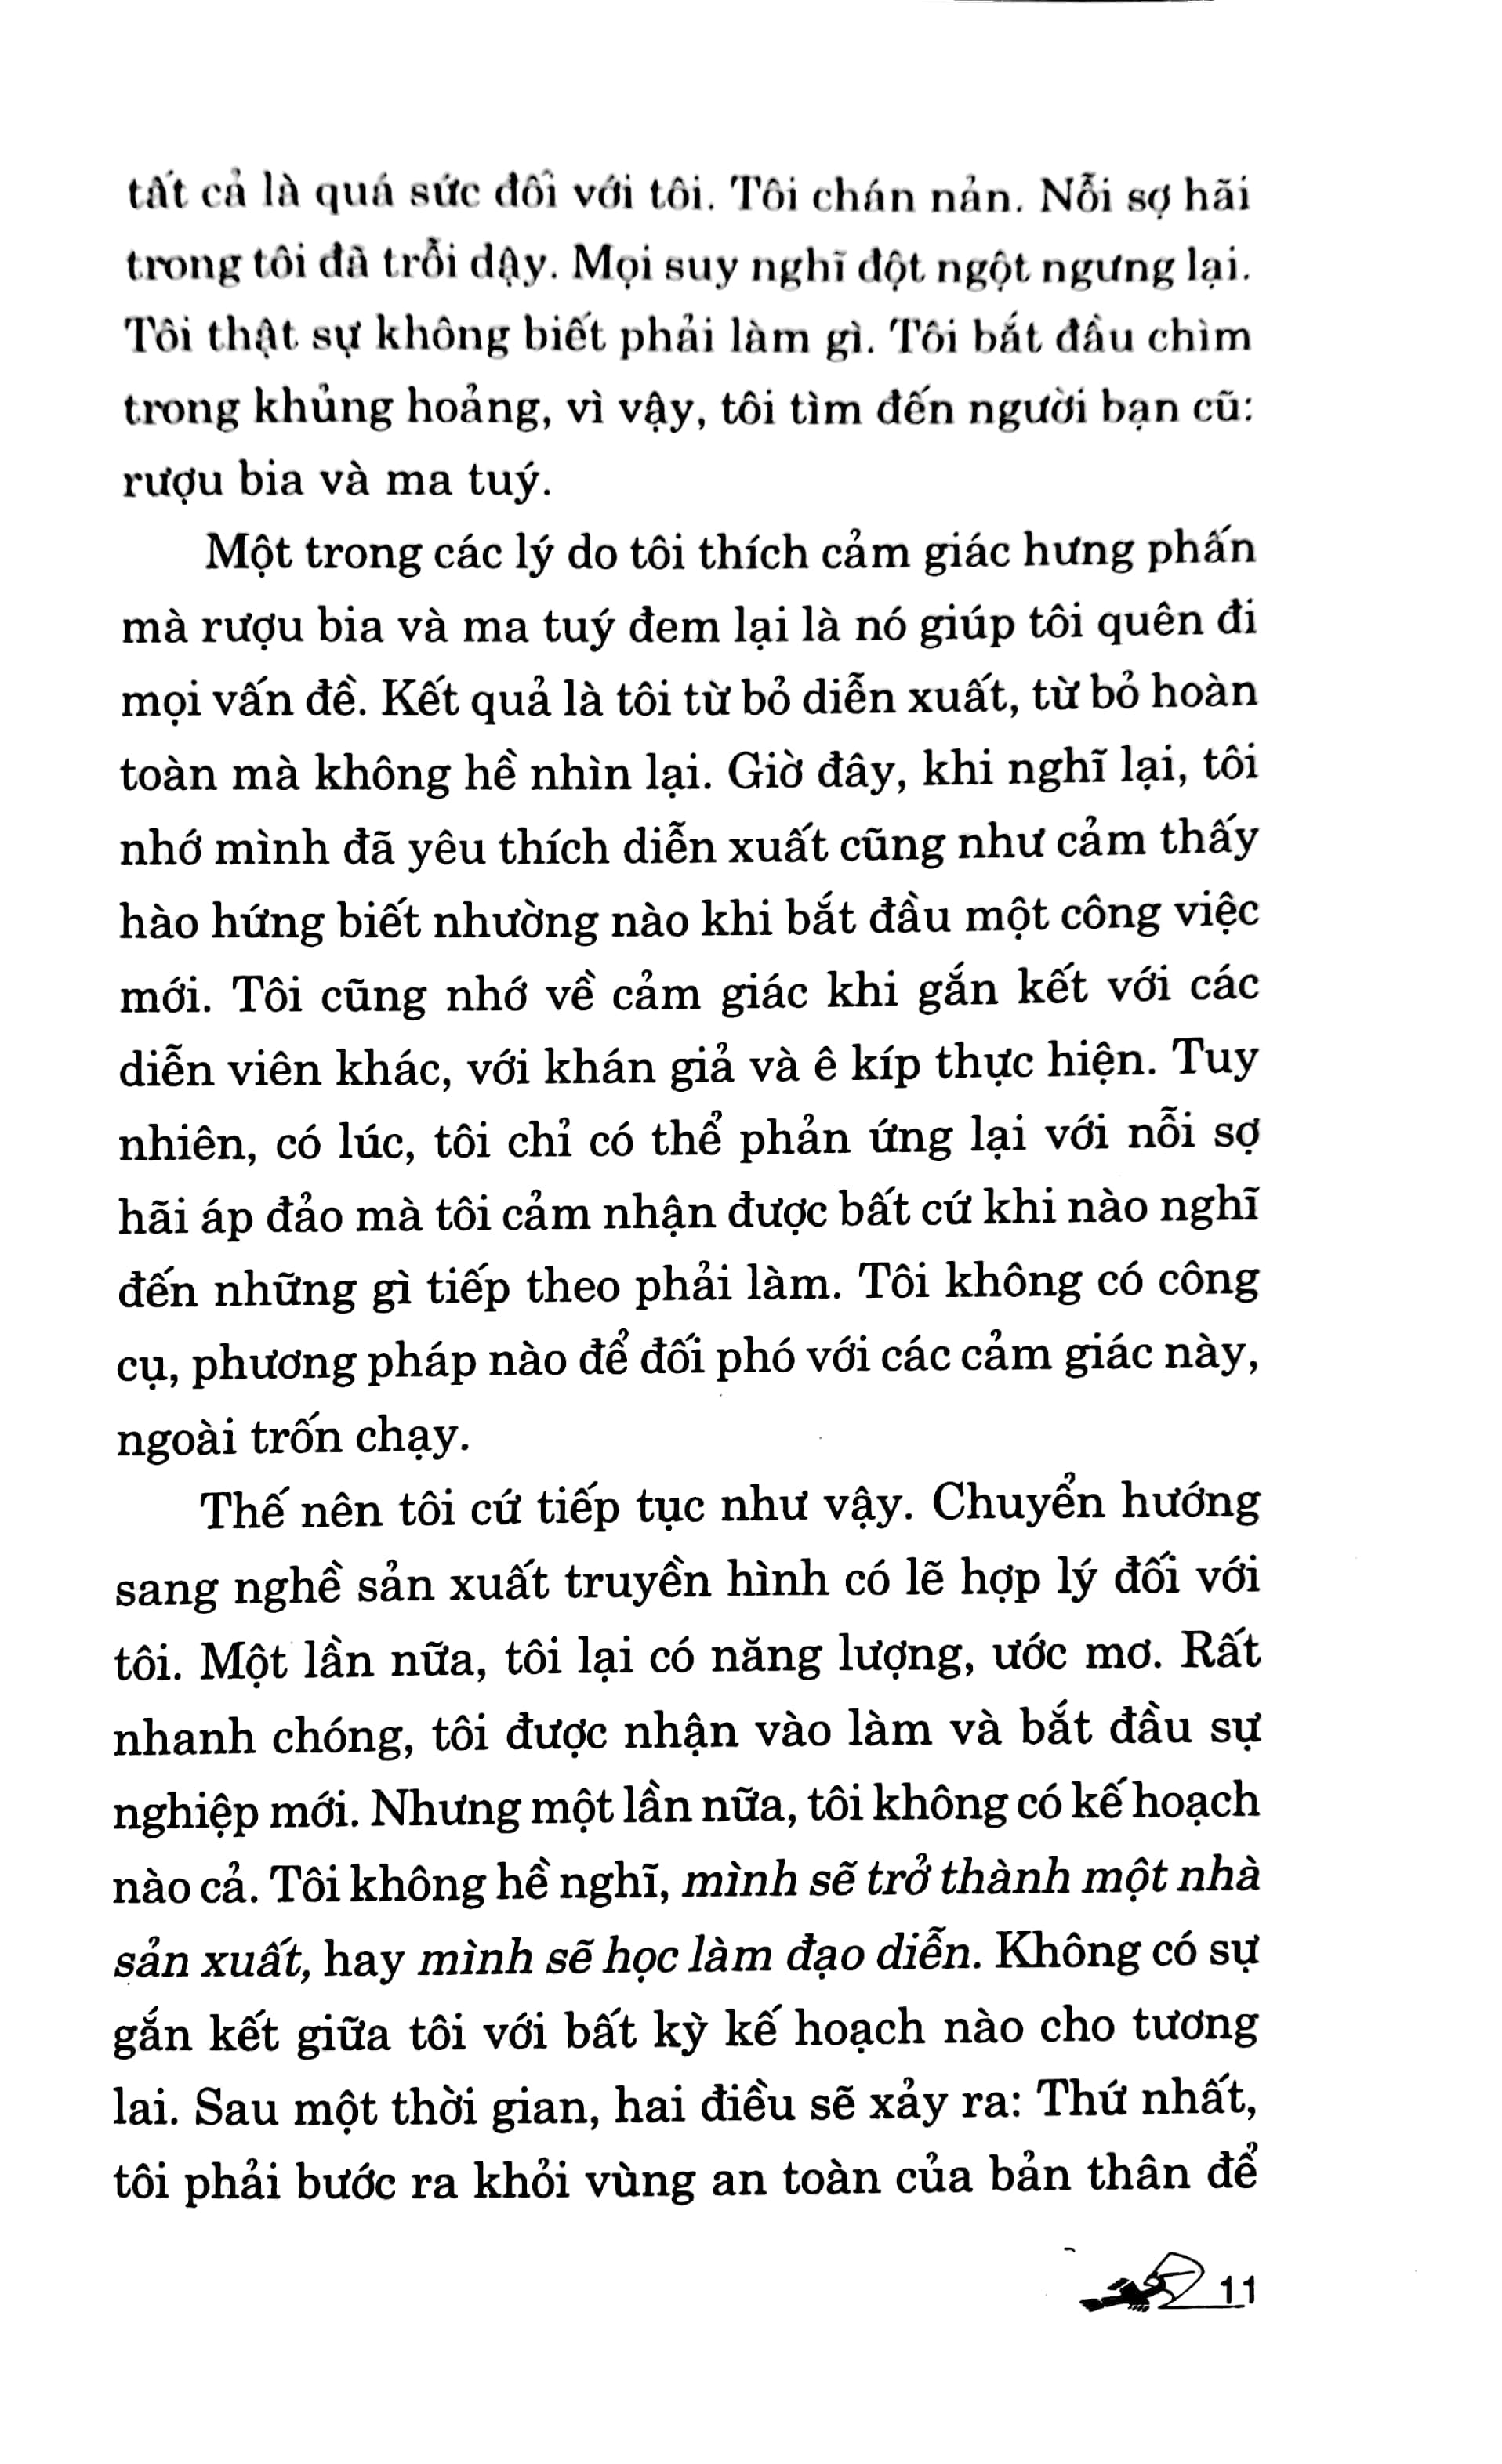 tất cả là quá sức đối với tôi. Tôi chán nản. Nỗi sợ hãi
trong tôi đã trỗi dậy. Mọi suy nghĩ đột ngột ngưng lại.
Tôi thật sự không biết phải làm gì. Tôi bắt đầu chìm
trong khủng hoảng, vì vậy, tôi tìm đến người bạn cũ:
rượu bia và ma tuý.
Một trong các lý do tôi thích cảm giác hưng phấn
mà rượu bia và ma tuý đem lại là nó giúp tôi quên đi
mọi vấn đề. Kết quả là tôi từ bỏ diễn xuất, từ bỏ hoàn
toàn mà không hề nhìn lại. Giờ đây, khi nghĩ lại, tôi
nhớ mình đã yêu thích diễn xuất cũng như cảm thấy
hào hứng biết nhường nào khi bắt đầu một công việc
mới. Tôi cũng nhớ về cảm giác khi gắn kết với các
diễn viên khác, với khán giả và ê kíp thực hiện. Tuy
nhiên, có lúc, tôi chỉ có thể phản ứng lại với nỗi sợ
hãi áp đảo mà tôi cảm nhận được bất cứ khi nào nghĩ
đến những gì tiếp theo phải làm. Tôi không có công
cụ, phương pháp nào để đối phó với các cảm giác này,
ngoài trốn chạy.
Thế nên tôi cứ tiếp tục như vậy. Chuyển hướng
sang nghề sản xuất truyền hình có lẽ hợp lý đối với
tôi. Một lần nữa, tôi lại có năng lượng, ước mơ. Rất
nhanh chóng, tôi được nhận vào làm và bắt đầu sự
nghiệp mới. Nhưng một lần nữa, tôi không có kế hoạch
nào cả. Tôi không hề nghĩ, mình sẽ trở thành một nhà
sản xuất, hay mình sẽ học làm đạo diễn. Không có sự
gắn kết giữa tôi với bất kỳ kế hoạch nào cho tương
lai. Sau một thời gian, hai điều sẽ xảy ra: Thứ nhất,
tôi phải bước ra khỏi vùng an toàn của bản thân để
11